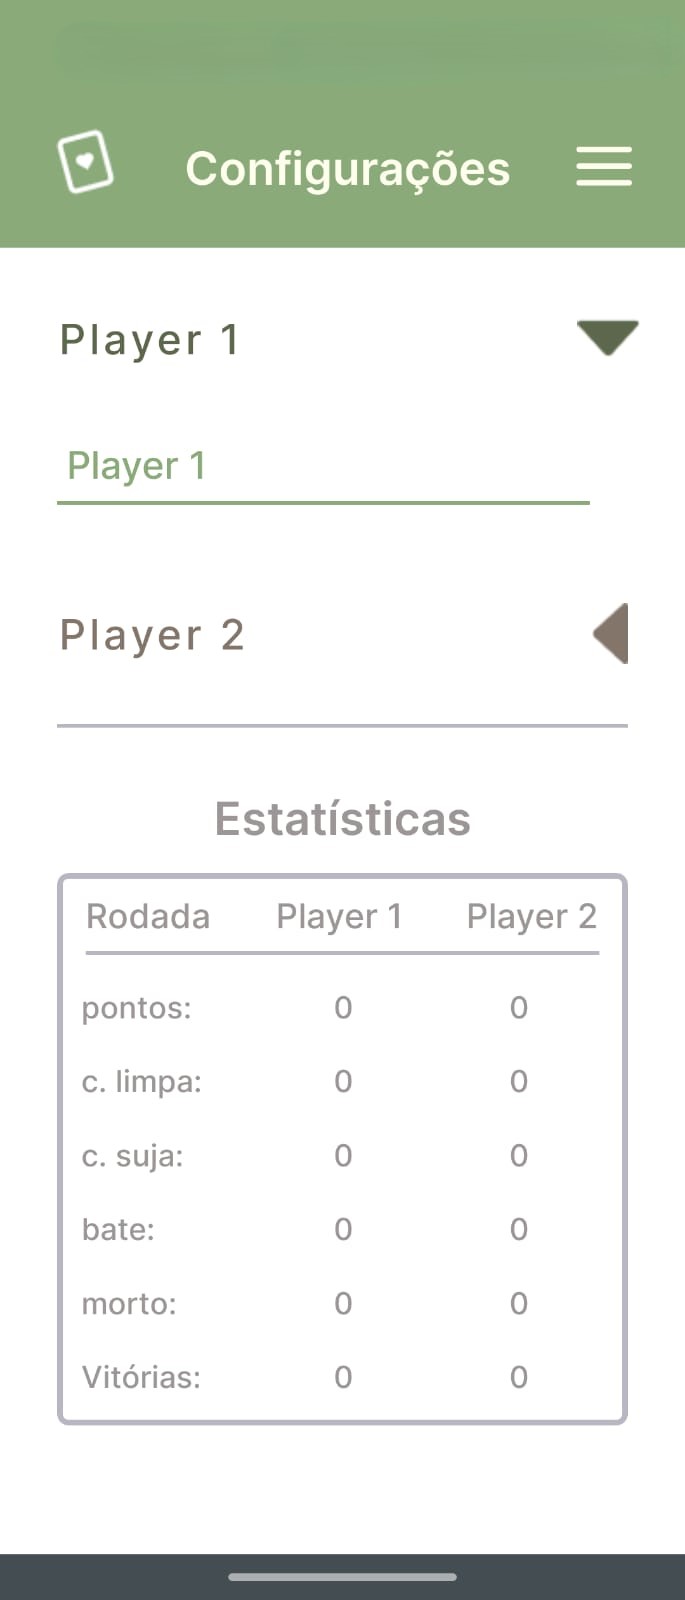 Configurações
Player 1
Player 1
Player 2
Estatísticas
Rodada Player 1 Player 2
pontos: 0 0
c. limpa: 0 0
c. suja: 0 0
bate: 0 0
morto: 0 0
Vitórias: 0 0